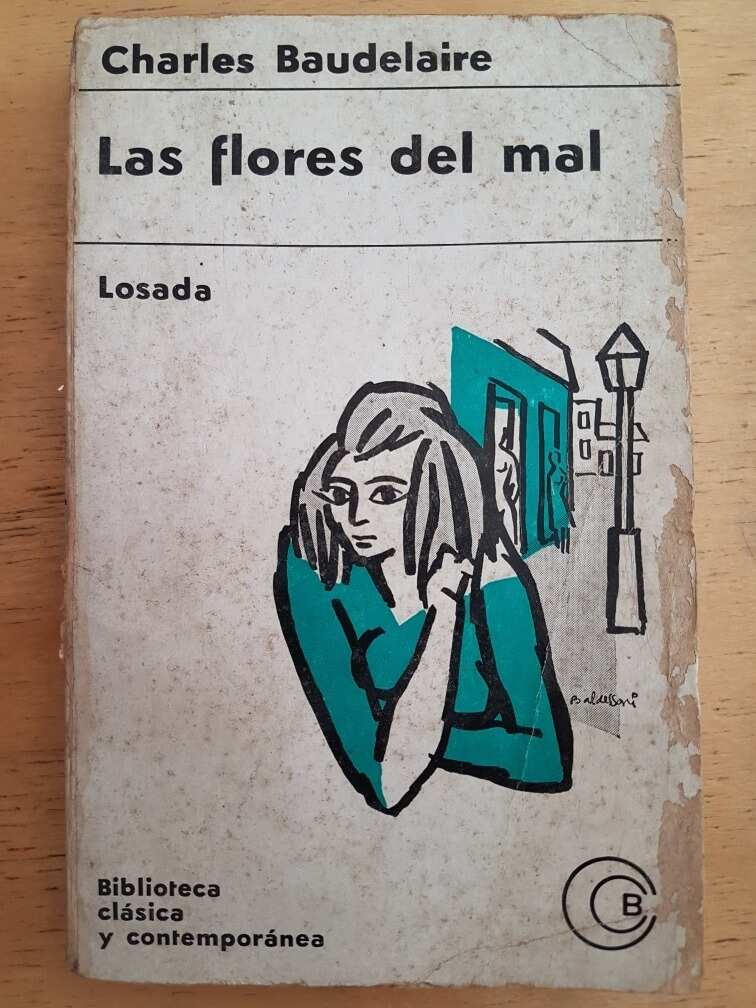 Charles Baudelaire
Las flores del mal
Losada
Baldessari
Biblioteca
clásica
y contemporánea
B